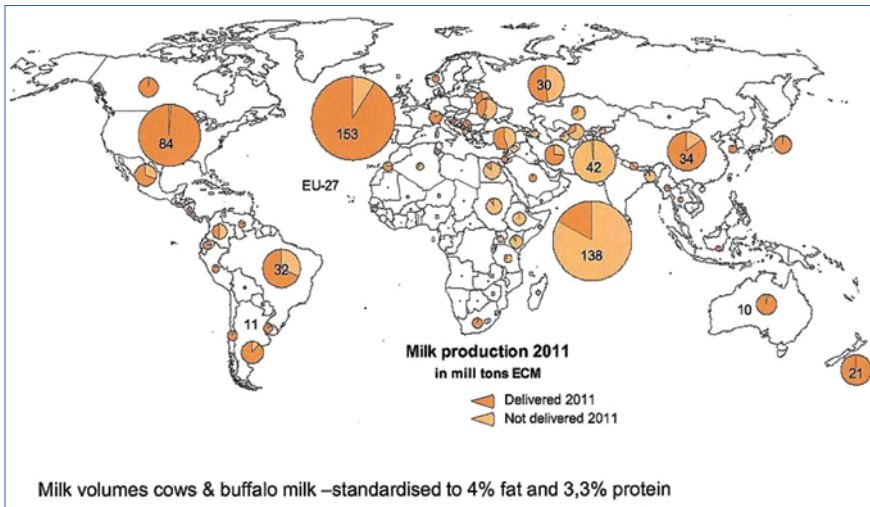 30
153
84
42
34
EU-27
138
32
10
11
Milk production 2011
in mill tons ECM
21
Delivered 2011
Not delivered 2011
Milk volumes cows & buffalo milk –standardised to 4% fat and 3,3% protein